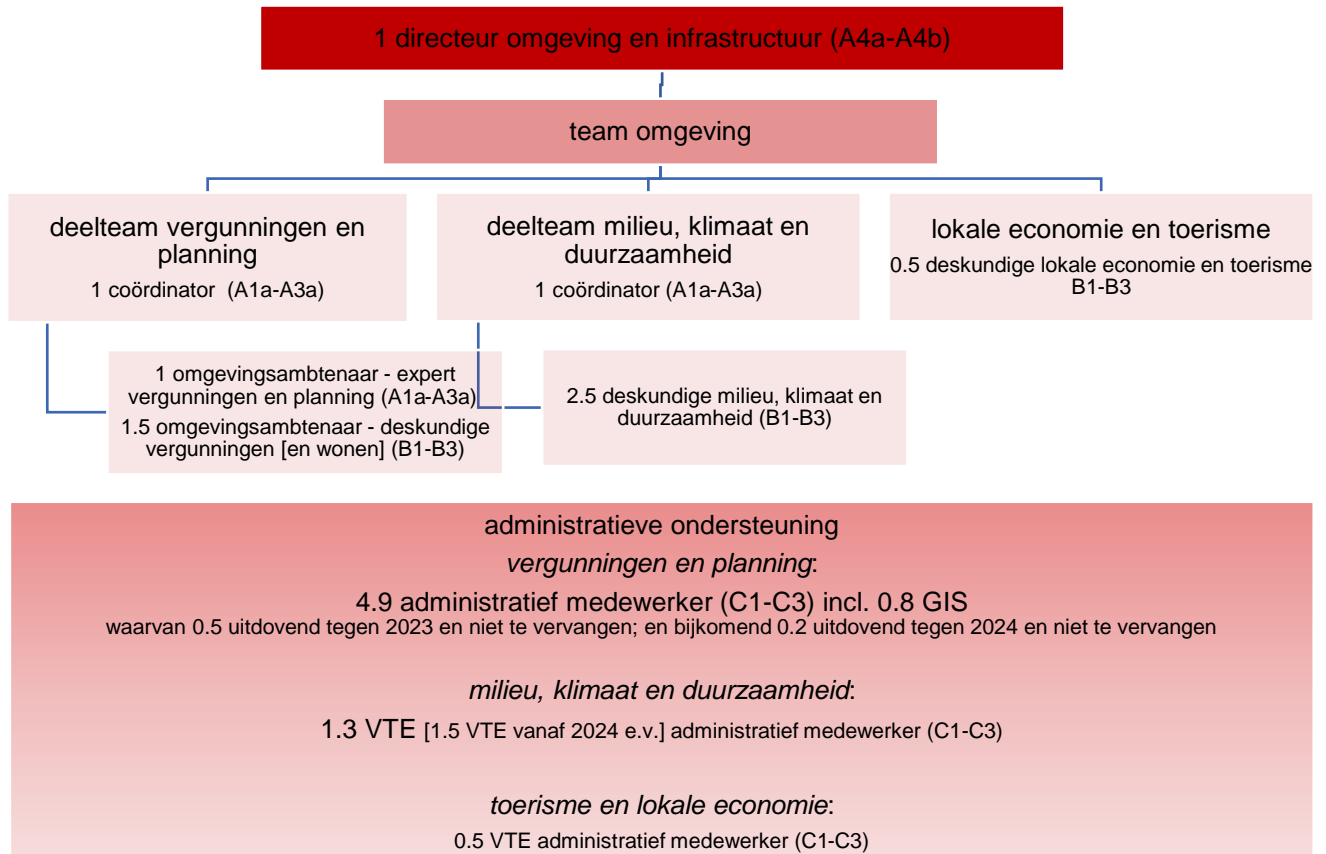 1 directeur omgeving en infrastructuur (A4a-A4b)
team omgeving
deelteam vergunningen en
planning
1 coördinator (A1a-A3a)
deelteam milieu, klimaat en
duurzaamheid
1 coördinator (A1a-A3a)
lokale economie en toerisme
0.5 deskundige lokale economie en toerisme
B1-B3
1 omgevingsambtenaar - expert
vergunningen en planning (A1a-A3a)
1.5 omgevingsambtenaar - deskundige
vergunningen [en wonen] (B1-B3)
2.5 deskundige milieu, klimaat en
duurzaamheid (B1-B3)
administratieve ondersteuning
vergunningen en planning:
4.9 administratief medewerker (C1-C3) incl. 0.8 GIS
waarvan 0.5 uitdovend tegen 2023 en niet te vervangen; en bijkomend 0.2 uitdovend tegen 2024 en niet te vervangen
milieu, klimaat en duurzaamheid:
1.3 VTE [1.5 VTE vanaf 2024 e.v.] administratief medewerker (C1-C3)
toerisme en lokale economie:
0.5 VTE administratief medewerker (C1-C3)